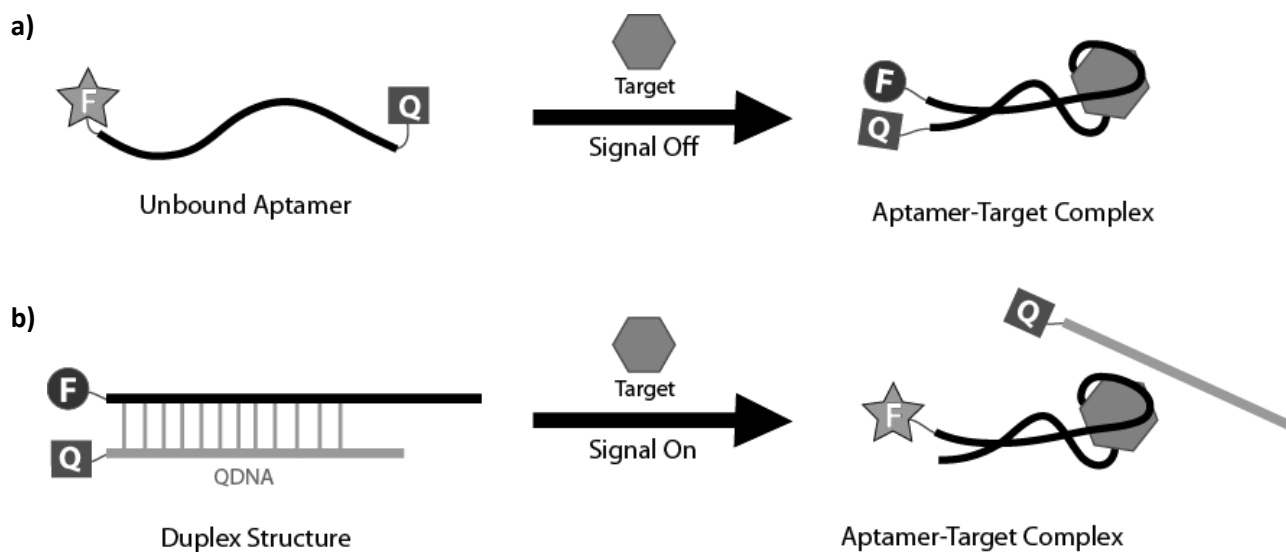 a)
F
Q
Target
Signal Off
F
Q
Unbound Aptamer
Aptamer-Target Complex
b)
F
Q
QDNA
Target
Signal On
Q
F
Duplex Structure
Aptamer-Target Complex